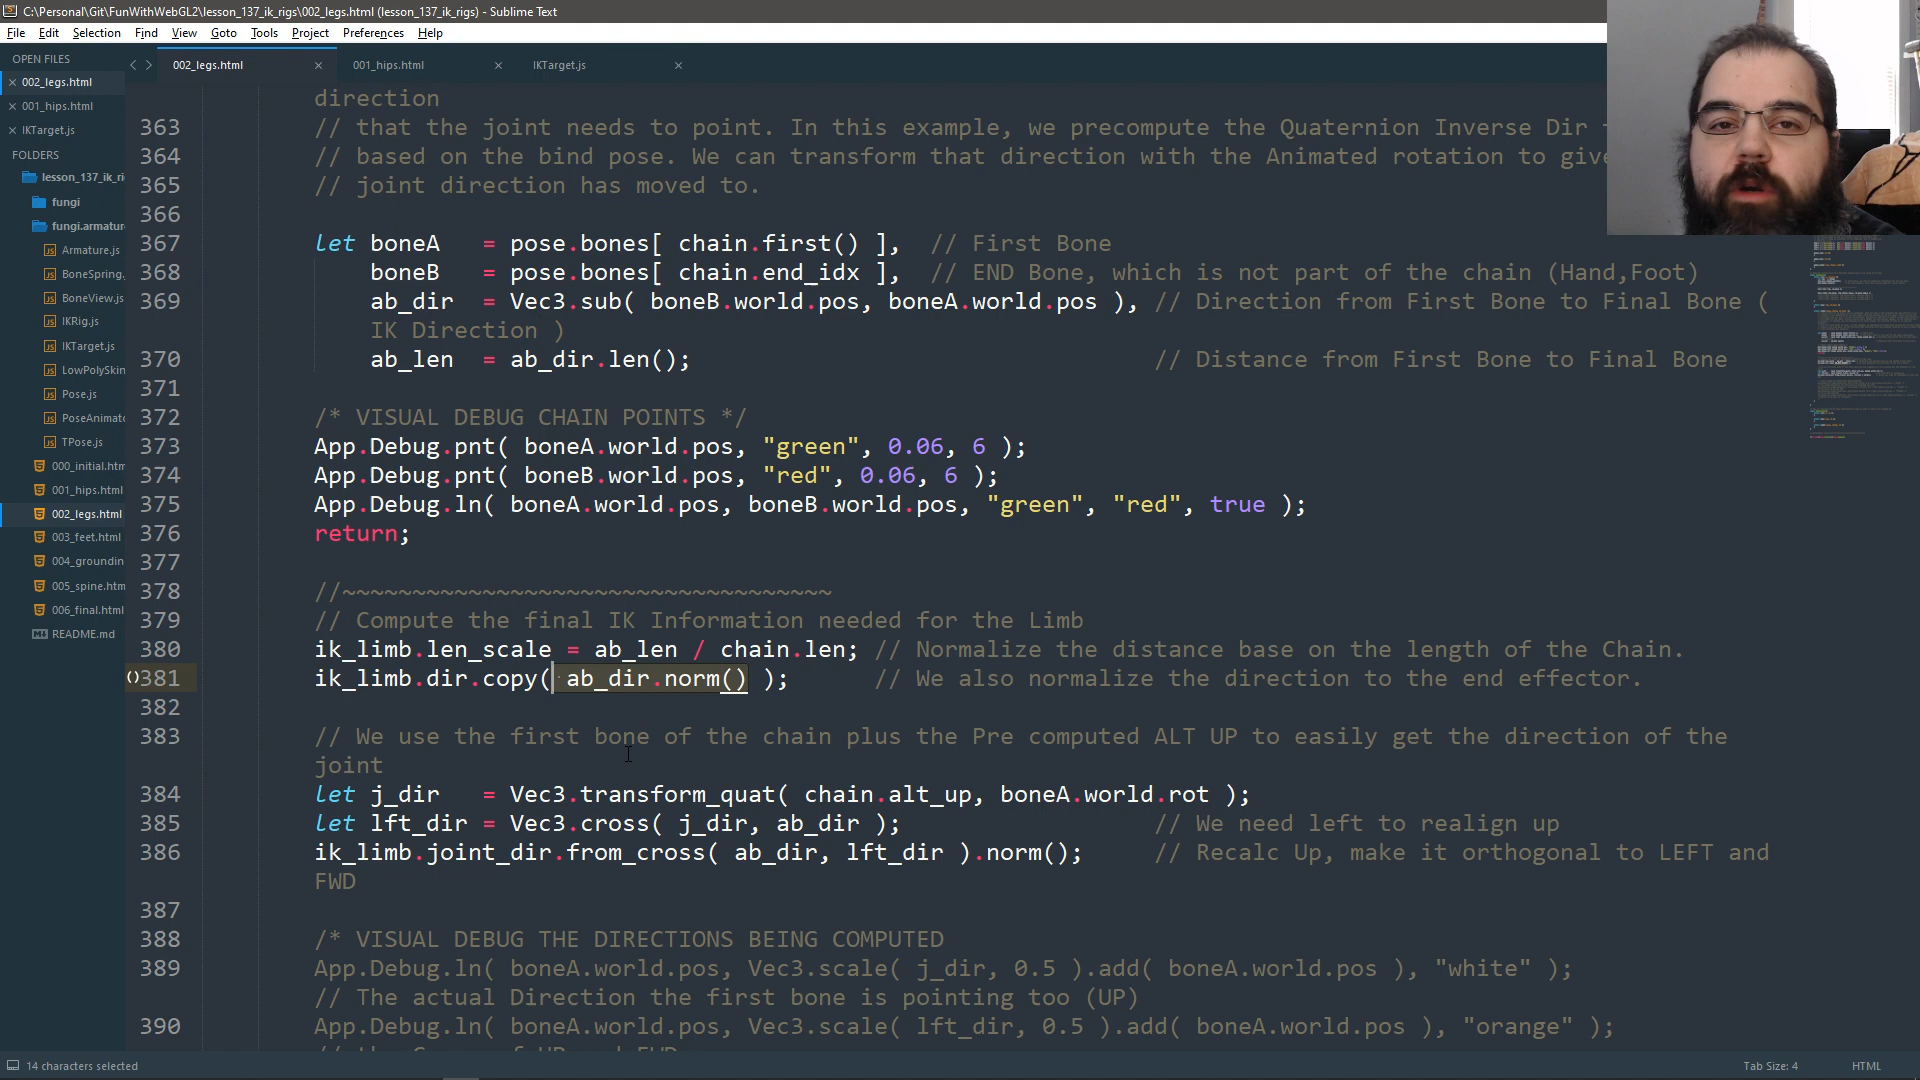 C:\Personal\Git\FunWithWebGL2\lesson_137_ik_rigs\002_legs.html (lesson_137_ik_rigs) - Sublime Text
File Edit Selection Find View Goto Tools Project Preferences Help
OPEN FILES
002_legs.html
001_hips.html
IKTarget.js
FOLDERS
lesson_137_ik_ri
fungi
fungi.armatur
Armature.js
BoneSpring.
BoneView.js
IKRig.js
IKTarget.js
LowPolySkin
Pose.js
PoseAnimato
TPose.js
000_initial.htm
001_hips.html
002_legs.html
003_feet.html
004_groundin
005_spine.htm
006_final.html
README.md
002_legs.html 001_hips.html IKTarget.js
direction
363 // that the joint needs to point. In this example, we precompute the Quaternion Inverse Dir
364 // based on the bind pose. We can transform that direction with the Animated rotation to give
365 // joint direction has moved to.
366
367 let boneA = pose.bones[ chain.first() ], // First Bone
368 boneB = pose.bones[ chain.end_idx ], // END Bone, which is not part of the chain (Hand,Foot)
369 ab_dir = Vec3.sub( boneB.world.pos, boneA.world.pos ), // Direction from First Bone to Final Bone (
IK Direction )
370 ab_len = ab_dir.len(); // Distance from First Bone to Final Bone
371
372 /* VISUAL DEBUG CHAIN POINTS */
373 App.Debug.pnt( boneA.world.pos, "green", 0.06, 6 );
374 App.Debug.pnt( boneB.world.pos, "red", 0.06, 6 );
375 App.Debug.ln( boneA.world.pos, boneB.world.pos, "green", "red", true );
376 return;
377
378 //~~~~~~~~~~~~~~~~~~~~~~~~~~~~~~~~~~~
379 // Compute the final IK Information needed for the Limb
380 ik_limb.len_scale = ab_len / chain.len; // Normalize the distance base on the length of the Chain.
()381 ik_limb.dir.copy( ab_dir.norm() ); // We also normalize the direction to the end effector.
382
383 // We use the first bone of the chain plus the Pre computed ALT UP to easily get the direction of the
joint
384 let j_dir = Vec3.transform_quat( chain.alt_up, boneA.world.rot );
385 let lft_dir = Vec3.cross( j_dir, ab_dir ); // We need left to realign up
386 ik_limb.joint_dir.from_cross( ab_dir, lft_dir ).norm(); // Recalc Up, make it orthogonal to LEFT and
FWD
387
388 /* VISUAL DEBUG THE DIRECTIONS BEING COMPUTED
389 App.Debug.ln( boneA.world.pos, Vec3.scale( j_dir, 0.5 ).add( boneA.world.pos ), "white" );
// The actual Direction the first bone is pointing too (UP)
390 App.Debug.ln( boneA.world.pos, Vec3.scale( lft_dir, 0.5 ).add( boneA.world.pos ), "orange" );
14 characters selected
Tab Size: 4
HTML